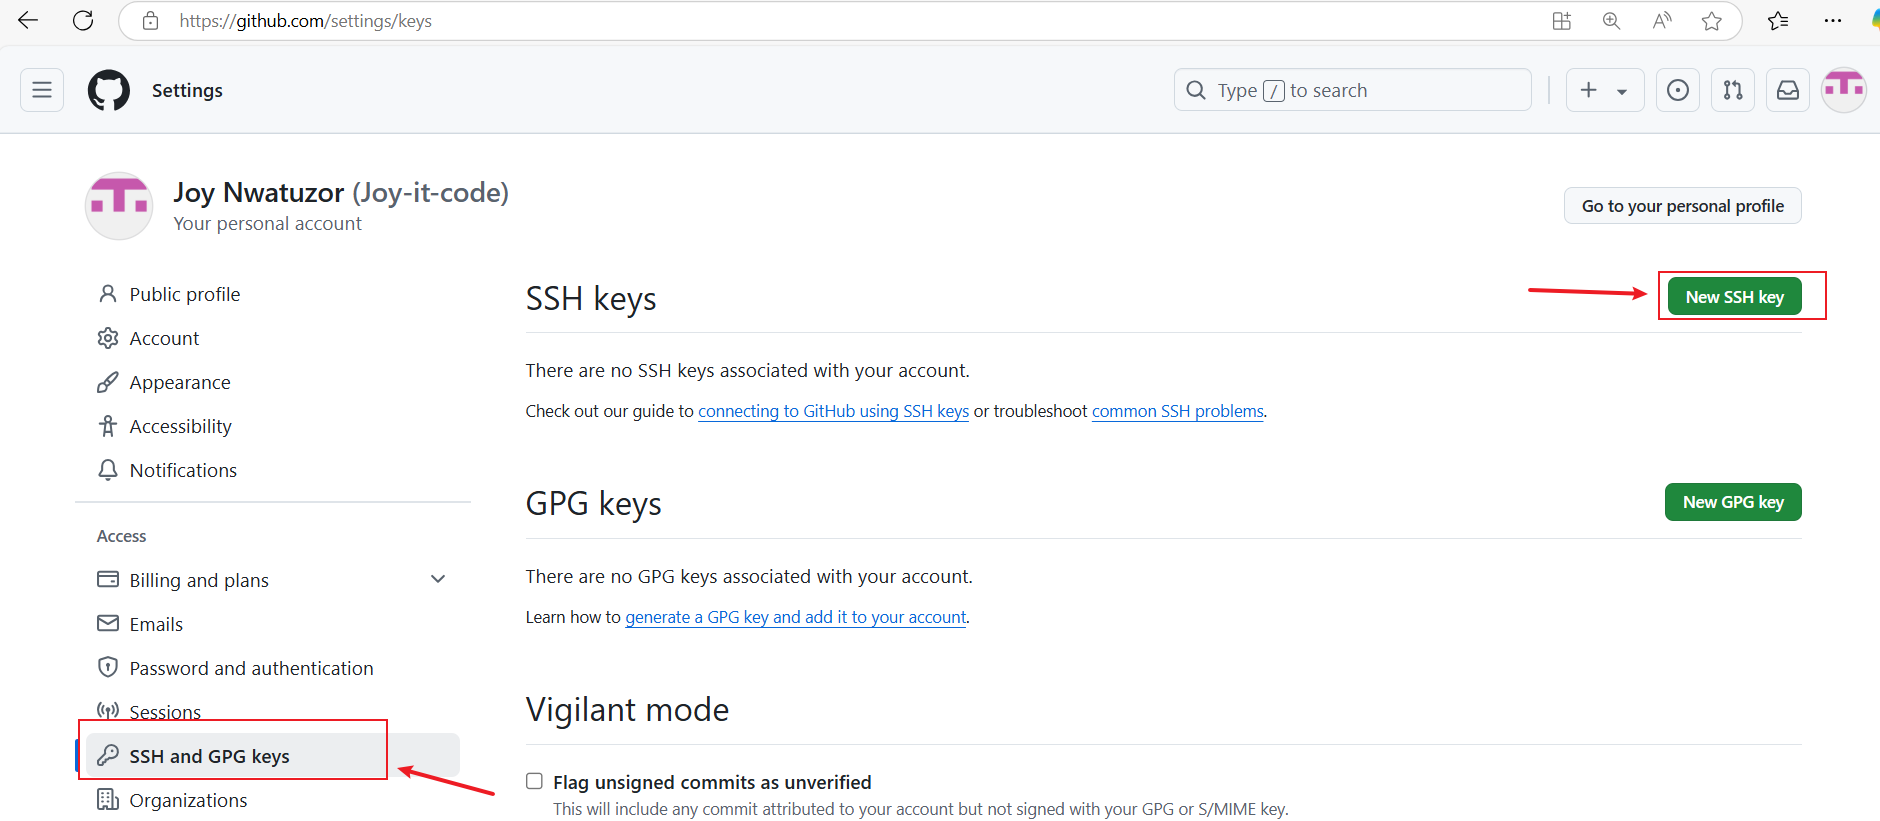 https://github.com/settings/keys
Settings
Type / to search
Joy Nwatuzor (Joy-it-code)
Your personal account
Go to your personal profile
Public profile
Account
Appearance
Accessibility
Notifications
Access
Billing and plans
Emails
Password and authentication
Sessions
SSH and GPG keys
Organizations
SSH keys
New SSH key
There are no SSH keys associated with your account.
Check out our guide to connecting to GitHub using SSH keys or troubleshoot common SSH problems.
GPG keys
New GPG key
There are no GPG keys associated with your account.
Learn how to generate a GPG key and add it to your account.
Vigilant mode
Flag unsigned commits as unverified
This will include any commit attributed to your account but not signed with your GPG or S/MIME key.